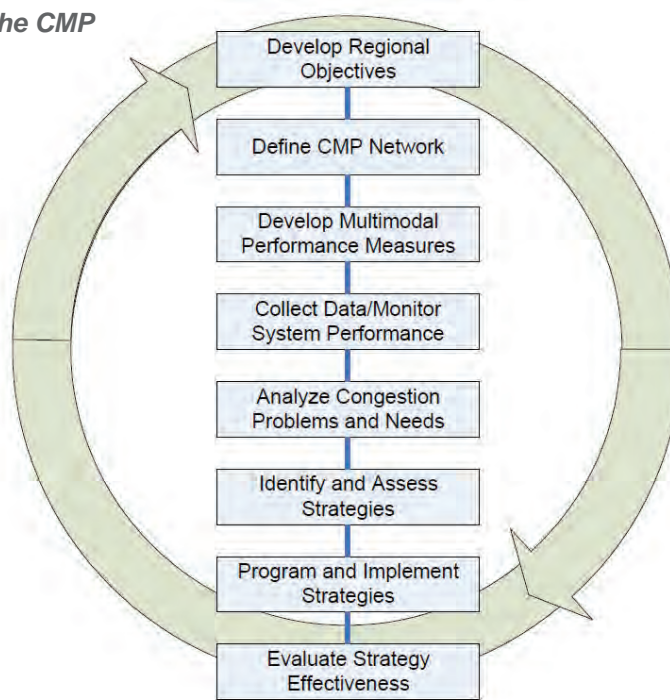 he CMP
Develop Regional
Objectives
Define CMP Network
Develop Multimodal
Performance Measures
Collect Data/Monitor
System Performance
Analyze Congestion
Problems and Needs
Identify and Assess
Strategies
Program and Implement
Strategies
Evaluate Strategy
Effectiveness